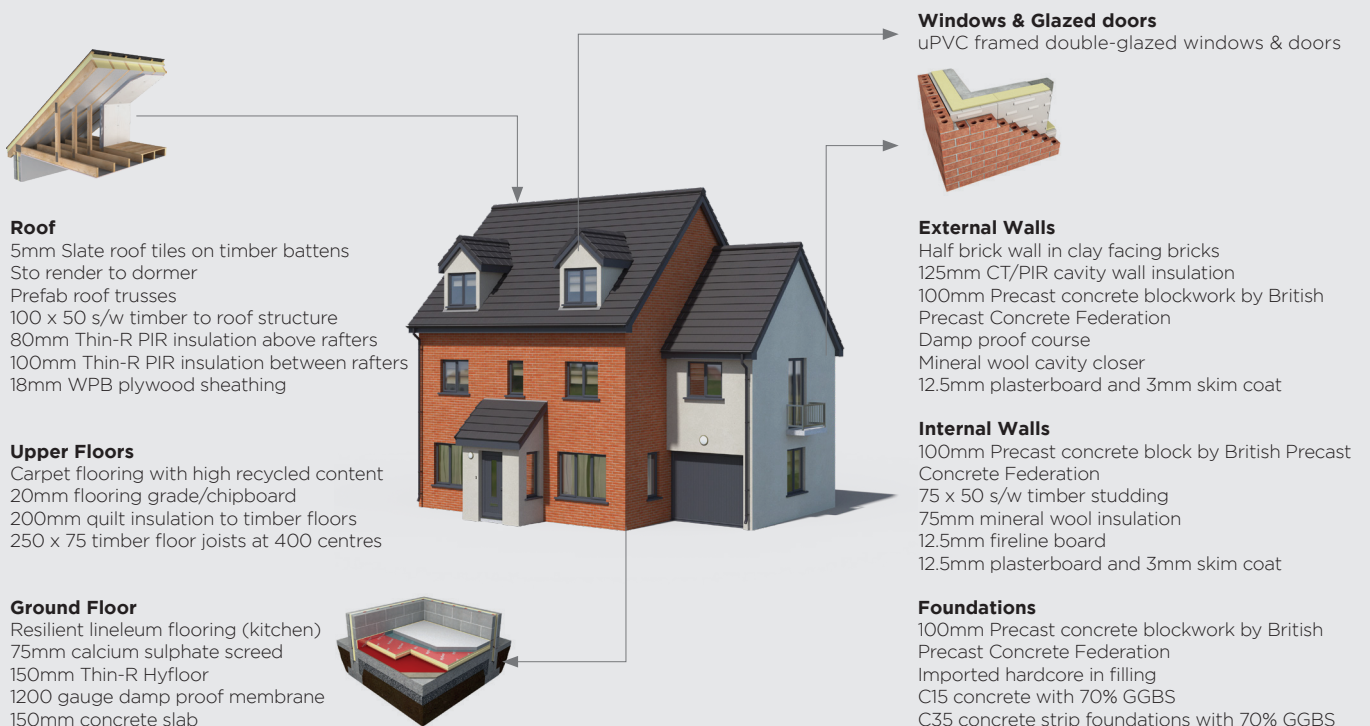 Windows & Glazed doors
uPVC framed double-glazed windows & doors
Roof
5mm Slate roof tiles on timber battens
Sto render to dormer
Prefab roof trusses
100 x 50 s/w timber to roof structure
80mm Thin-R PIR insulation above rafters
100mm Thin-R PIR insulation between rafters
18mm WPB plywood sheathing
Upper Floors
Carpet flooring with high recycled content
20mm flooring grade/chipboard
200mm quilt insulation to timber floors
250 x 75 timber floor joists at 400 centres
Ground Floor
Resilient lineleum flooring (kitchen)
75mm calcium sulphate screed
150mm Thin-R Hyfloor
1200 gauge damp proof membrane
150mm concrete slab
External Walls
Half brick wall in clay facing bricks
125mm CT/PIR cavity wall insulation
100mm Precast concrete blockwork by British
Precast Concrete Federation
Damp proof course
Mineral wool cavity closer
12.5mm plasterboard and 3mm skim coat
Internal Walls
100mm Precast concrete block by British Precast
Concrete Federation
75 x 50 s/w timber studding
75mm mineral wool insulation
12.5mm fireline board
12.5mm plasterboard and 3mm skim coat
Foundations
100mm Precast concrete blockwork by British
Precast Concrete Federation
Imported hardcore in filling
C15 concrete with 70% GGBS
C35 concrete strip foundations with 70% GGBS